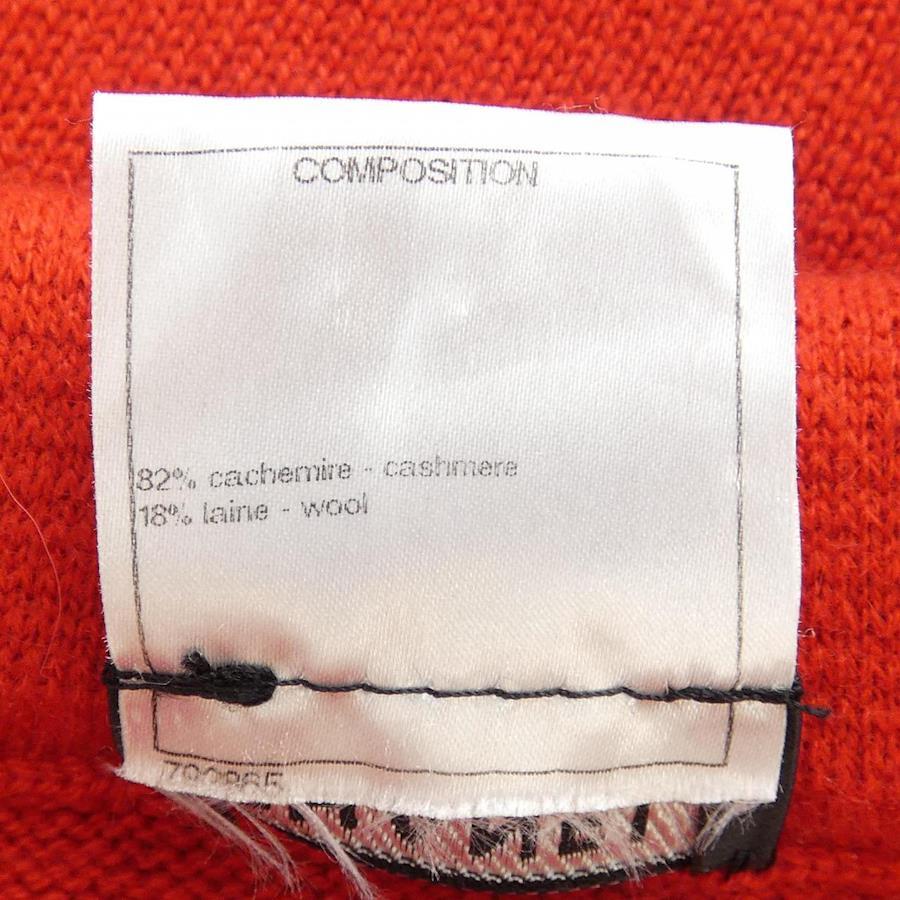 COMPOSITION
82% cachemire - cashmere
18% laine - wool